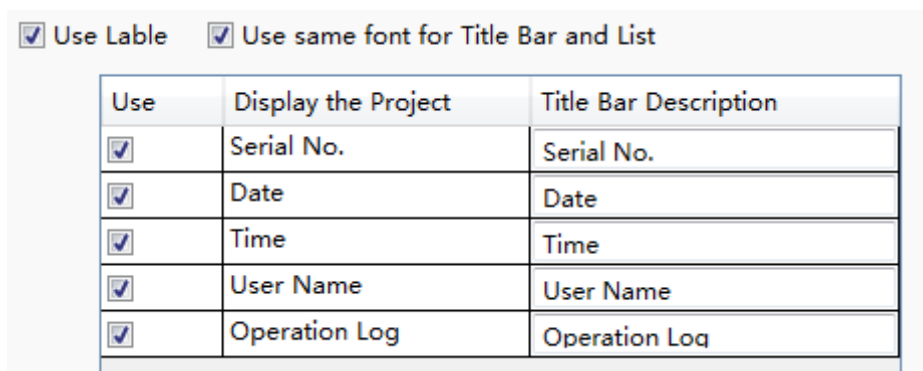 Use Lable Use same font for Title Bar and List
Use Display the Project Title Bar Description
Serial No. Serial No.
Date Date
Time Time
User Name User Name
Operation Log Operation Log